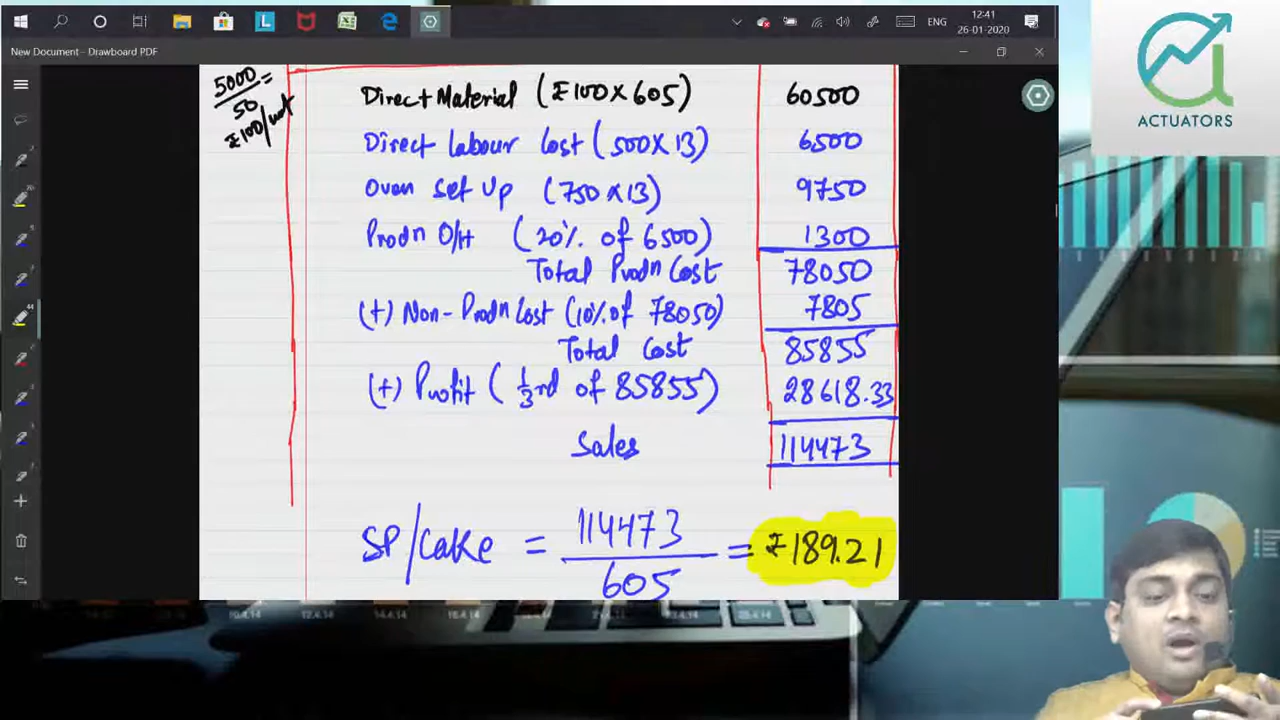 ENG
12:41
26-01-2020
New Document - Drawboard PDF
ACTUATORS
5000 =
50
₹100/unit
Direct Material (₹100 x 605) 60500
Direct Labour Cost (500 x 13) 6500
Oven Set Up (750 x 13) 9750
Prodn O/H (20% of 6500) 1300
Total Prodn Cost 78050
(+) Non-Prodn Cost (10% of 78050) 7805
Total Cost 85855
(+) Profit (1/3rd of 85855) 28618.33
Sales 114473
SP/Cake = 114473 / 605 = ₹189.21